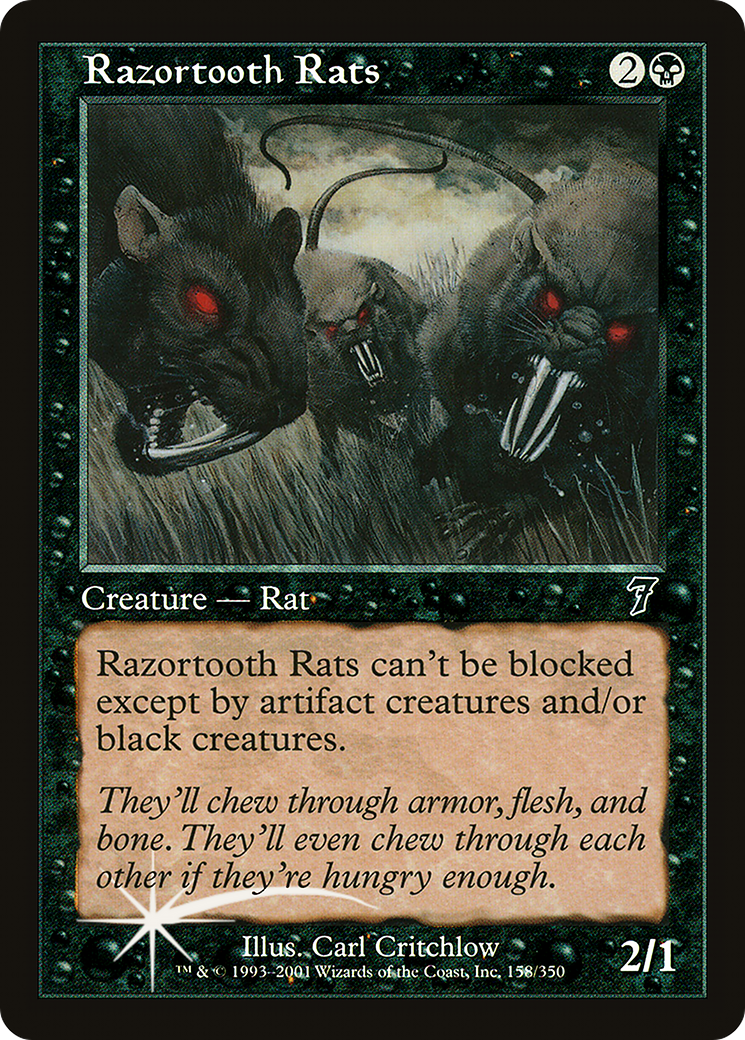 Razortooth Rats
2
Creature — Rat
7
Razortooth Rats can't be blocked
except by artifact creatures and/or
black creatures.
They'll chew through armor, flesh, and
bone. They'll even chew through each
other if they're hungry enough.
Illus. Carl Critchlow
™ & © 1993–2001 Wizards of the Coast, Inc. 158/350
2/1